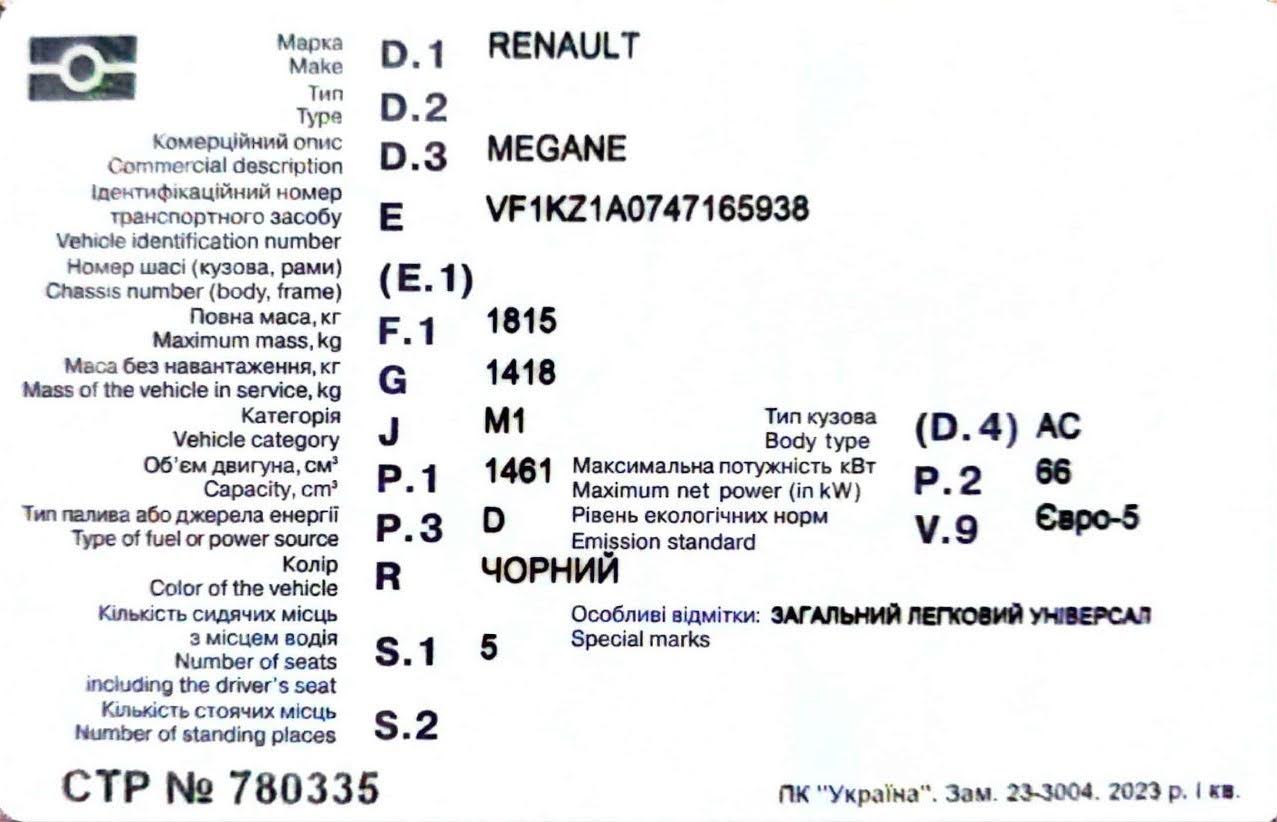 Марка
Make D.1 RENAULT
Тип
Type D.2
Комерційний опис
Commercial description D.3 MEGANE
Ідентифікаційний номер
транспортного засобу
Vehicle identification number E VF1KZ1A0747165938
Номер шасі (кузова, рами)
Chassis number (body, frame) (E.1)
Повна маса, кг
Maximum mass, kg F.1 1815
Маса без навантаження, кг
Mass of the vehicle in service, kg G 1418
Категорія
Vehicle category J M1
Тип кузова
Body type (D.4) AC
Об’єм двигуна, см³
Capacity, cm³ P.1 1461
Максимальна потужність кВт
Maximum net power (in kW) P.2 66
Тип палива або джерела енергії
Type of fuel or power source P.3 D
Рівень екологічних норм
Emission standard V.9 Євро-5
Колір
Color of the vehicle R ЧОРНИЙ
Кількість сидячих місць
з місцем водія
Number of seats
including the driver’s seat S.1 5
Особливі відмітки: ЗАГАЛЬНИЙ ЛЕГКОВИЙ УНІВЕРСАЛ
Special marks
Кількість стоячих місць
Number of standing places S.2
СТР № 780335
ПК "Україна". Зам. 23-3004. 2023 р. І кв.